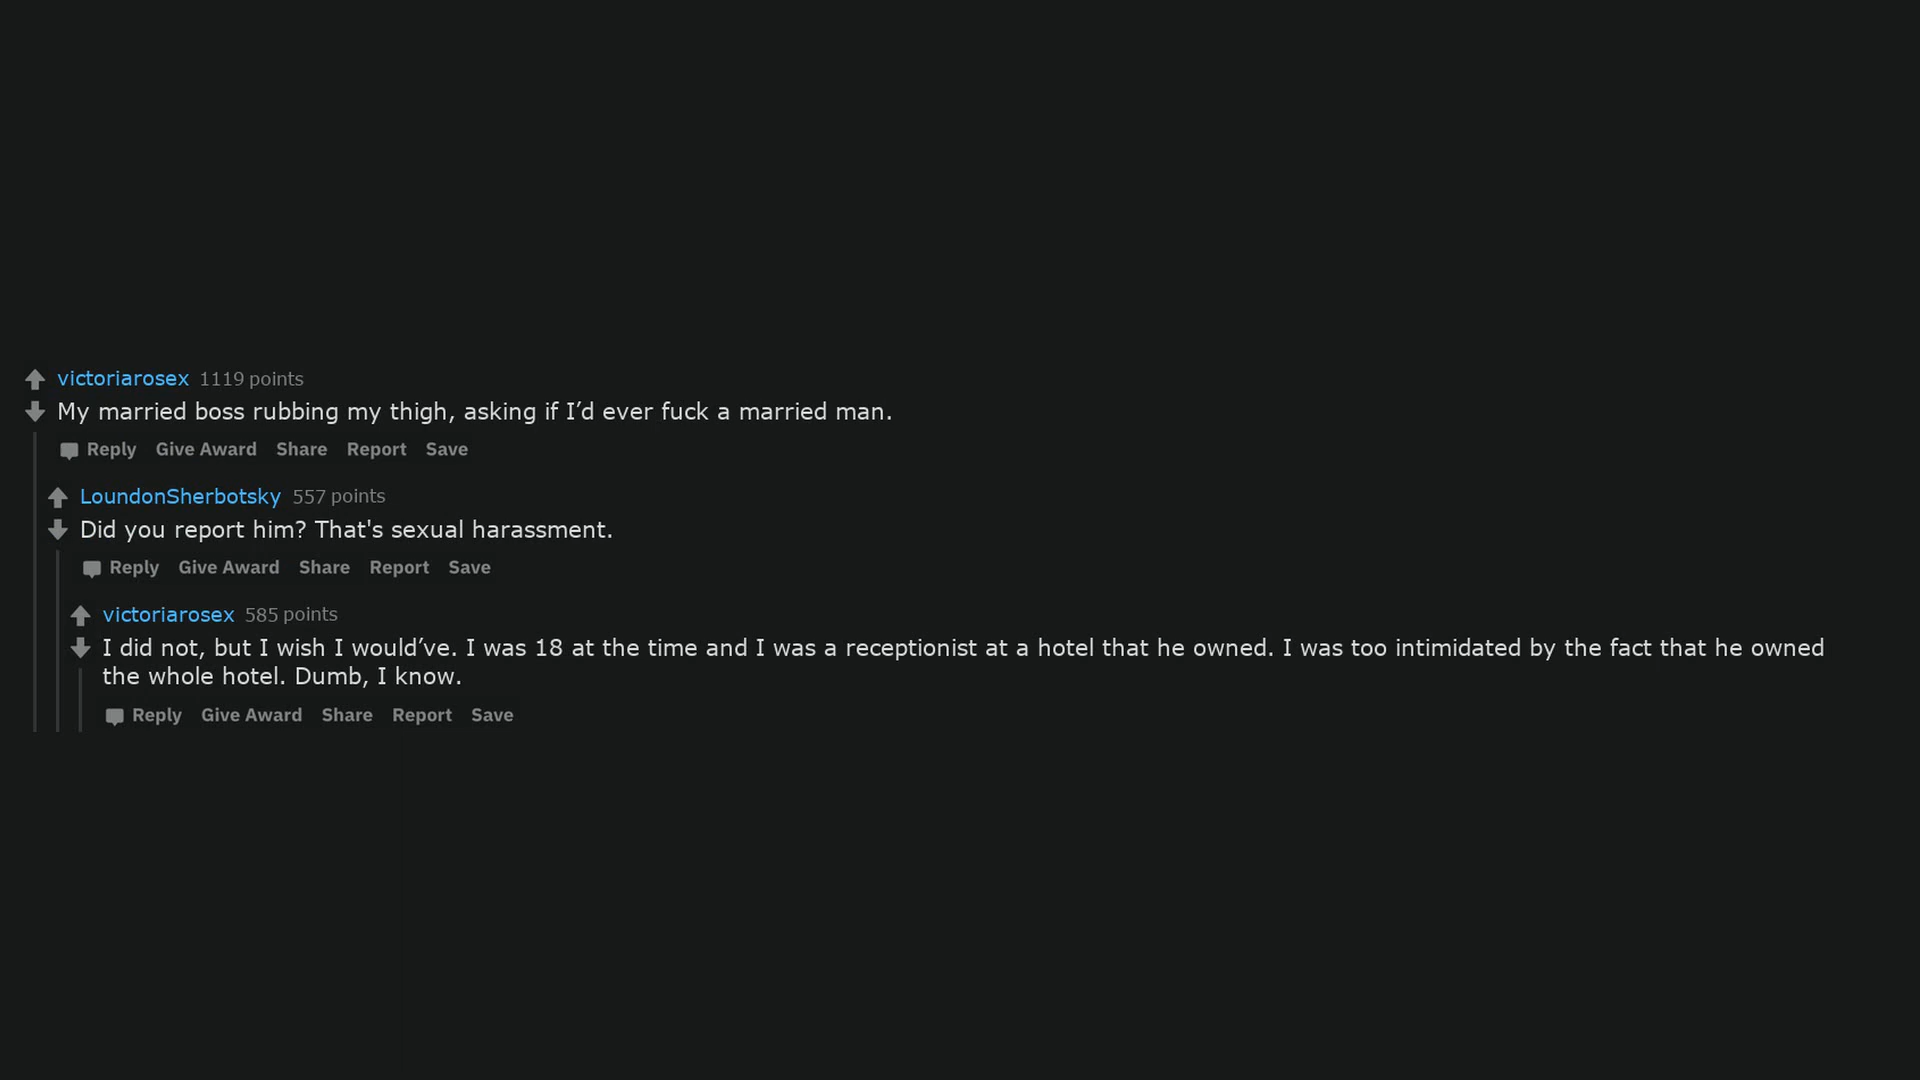 victoriarosex 1119 points
My married boss rubbing my thigh, asking if I’d ever fuck a married man.
Reply Give Award Share Report Save
LoundonSherbotsky 557 points
Did you report him? That's sexual harassment.
Reply Give Award Share Report Save
victoriarosex 585 points
I did not, but I wish I would’ve. I was 18 at the time and I was a receptionist at a hotel that he owned. I was too intimidated by the fact that he owned
the whole hotel. Dumb, I know.
Reply Give Award Share Report Save